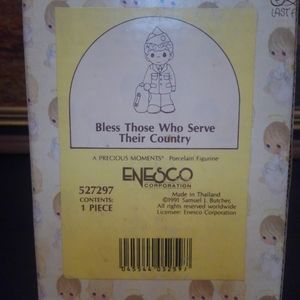 LAST F
Bless Those Who Serve
Their Country
A PRECIOUS MOMENTS® Porcelain Figurine
ENESCO
CORPORATION
527297
CONTENTS:
1 PIECE
Made in Thailand
©1991 Samuel J. Butcher
All rights reserved worldwide
Licensee: Enesco Corporation